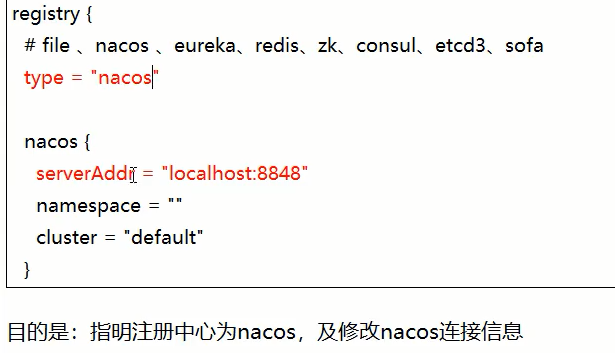 registry {
# file 、nacos 、eureka、redis、zk、consul、etcd3、sofa
type = "nacos"
nacos {
serverAddr = "localhost:8848"
namespace = ""
cluster = "default"
}
目的是：指明注册中心为nacos，及修改nacos连接信息